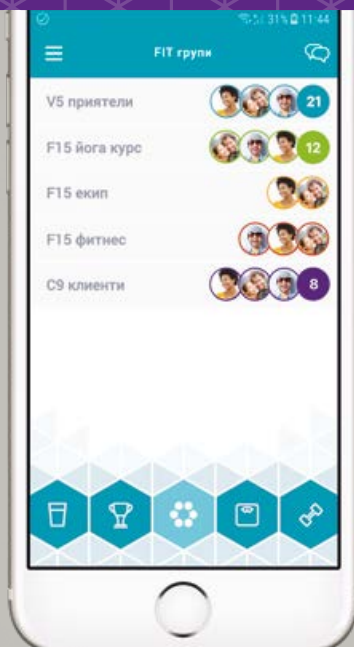 31% 11:44
FIT групи
V5 приятели 21
F15 йога курс 12
F15 екип
F15 фитнес
C9 клиенти 8